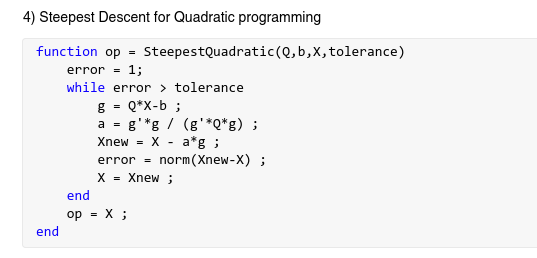 4) Steepest Descent for Quadratic programming
function op = SteepestQuadratic(Q,b,X,tolerance)
    error = 1;
    while error > tolerance
        g = Q*X-b ;
        a = g'*g / (g'*Q*g) ;
        Xnew = X - a*g ;
        error = norm(Xnew-X) ;
        X = Xnew ;
    end
    op = X ;
end